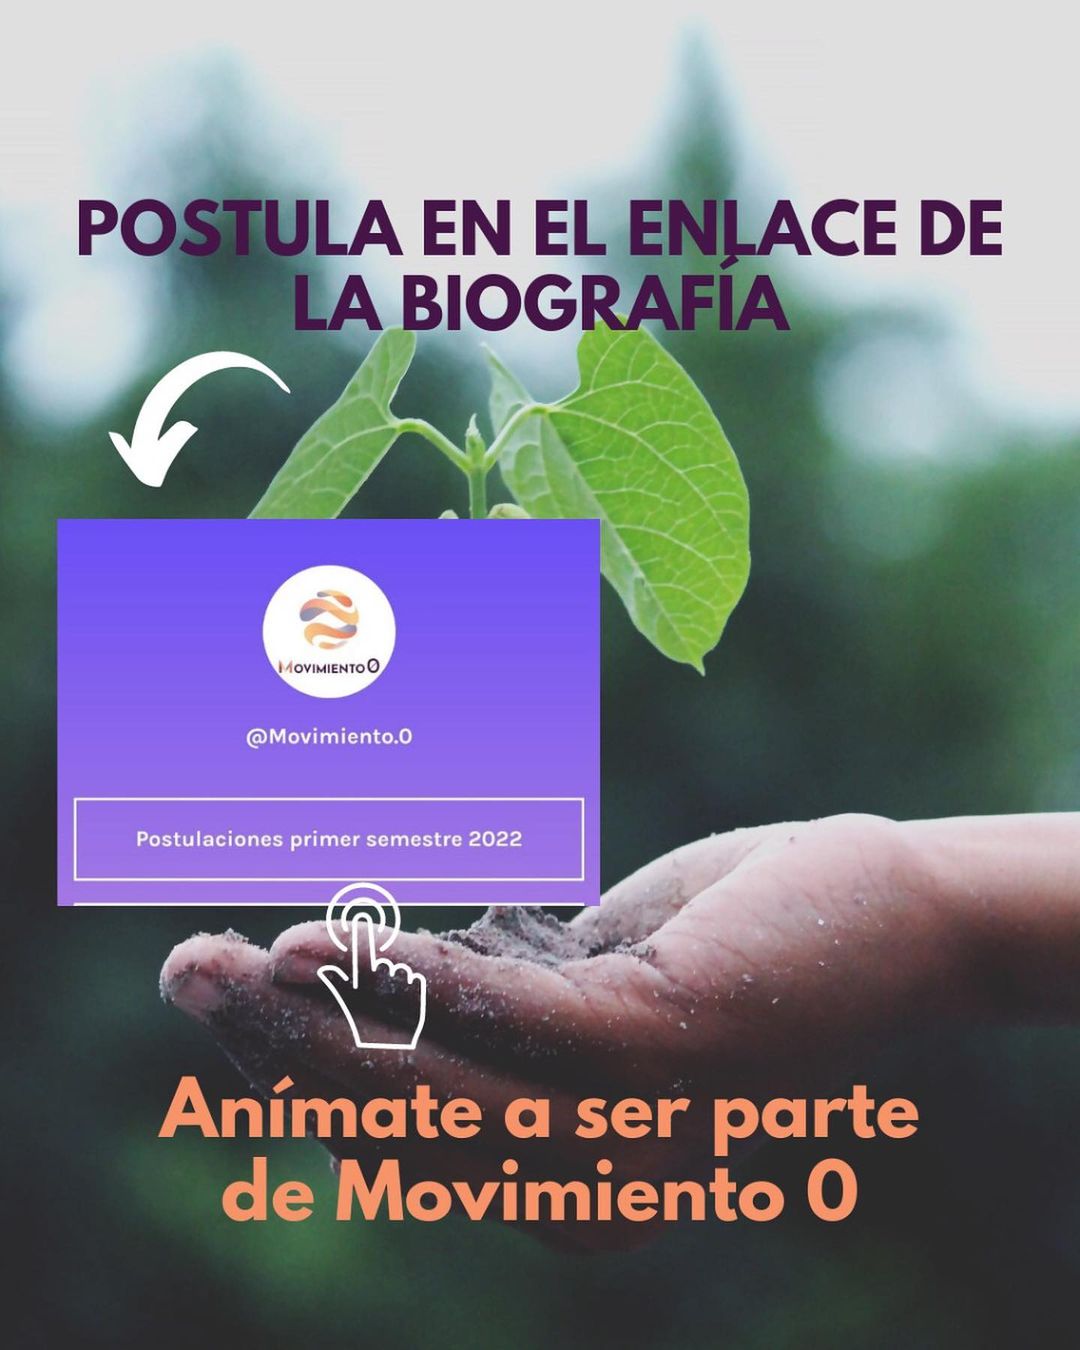 POSTULA EN EL ENLACE DE
LA BIOGRAFÍA
MOVIMIENTO0
@Movimiento.0
Postulaciones primer semestre 2022
Anímate a ser parte
de Movimiento 0